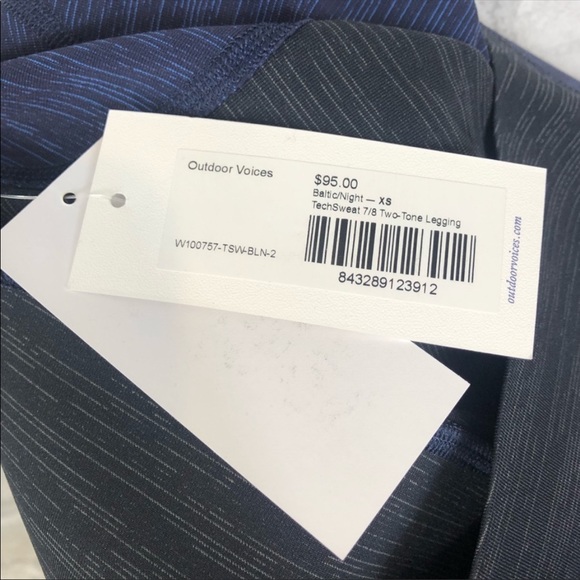 Outdoor Voices
$95.00
Baltic/Night — XS
TechSweat 7/8 Two-Tone Legging
W100757-TSW-BLN-2
843289123912
outdoorvoices.com